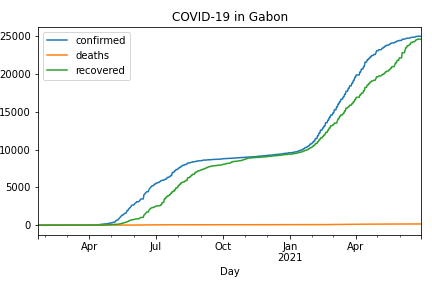 COVID-19 in Gabon
confirmed
deaths
recovered
25000
20000
15000
10000
5000
0
Apr Jul Oct Jan Apr
2021
Day